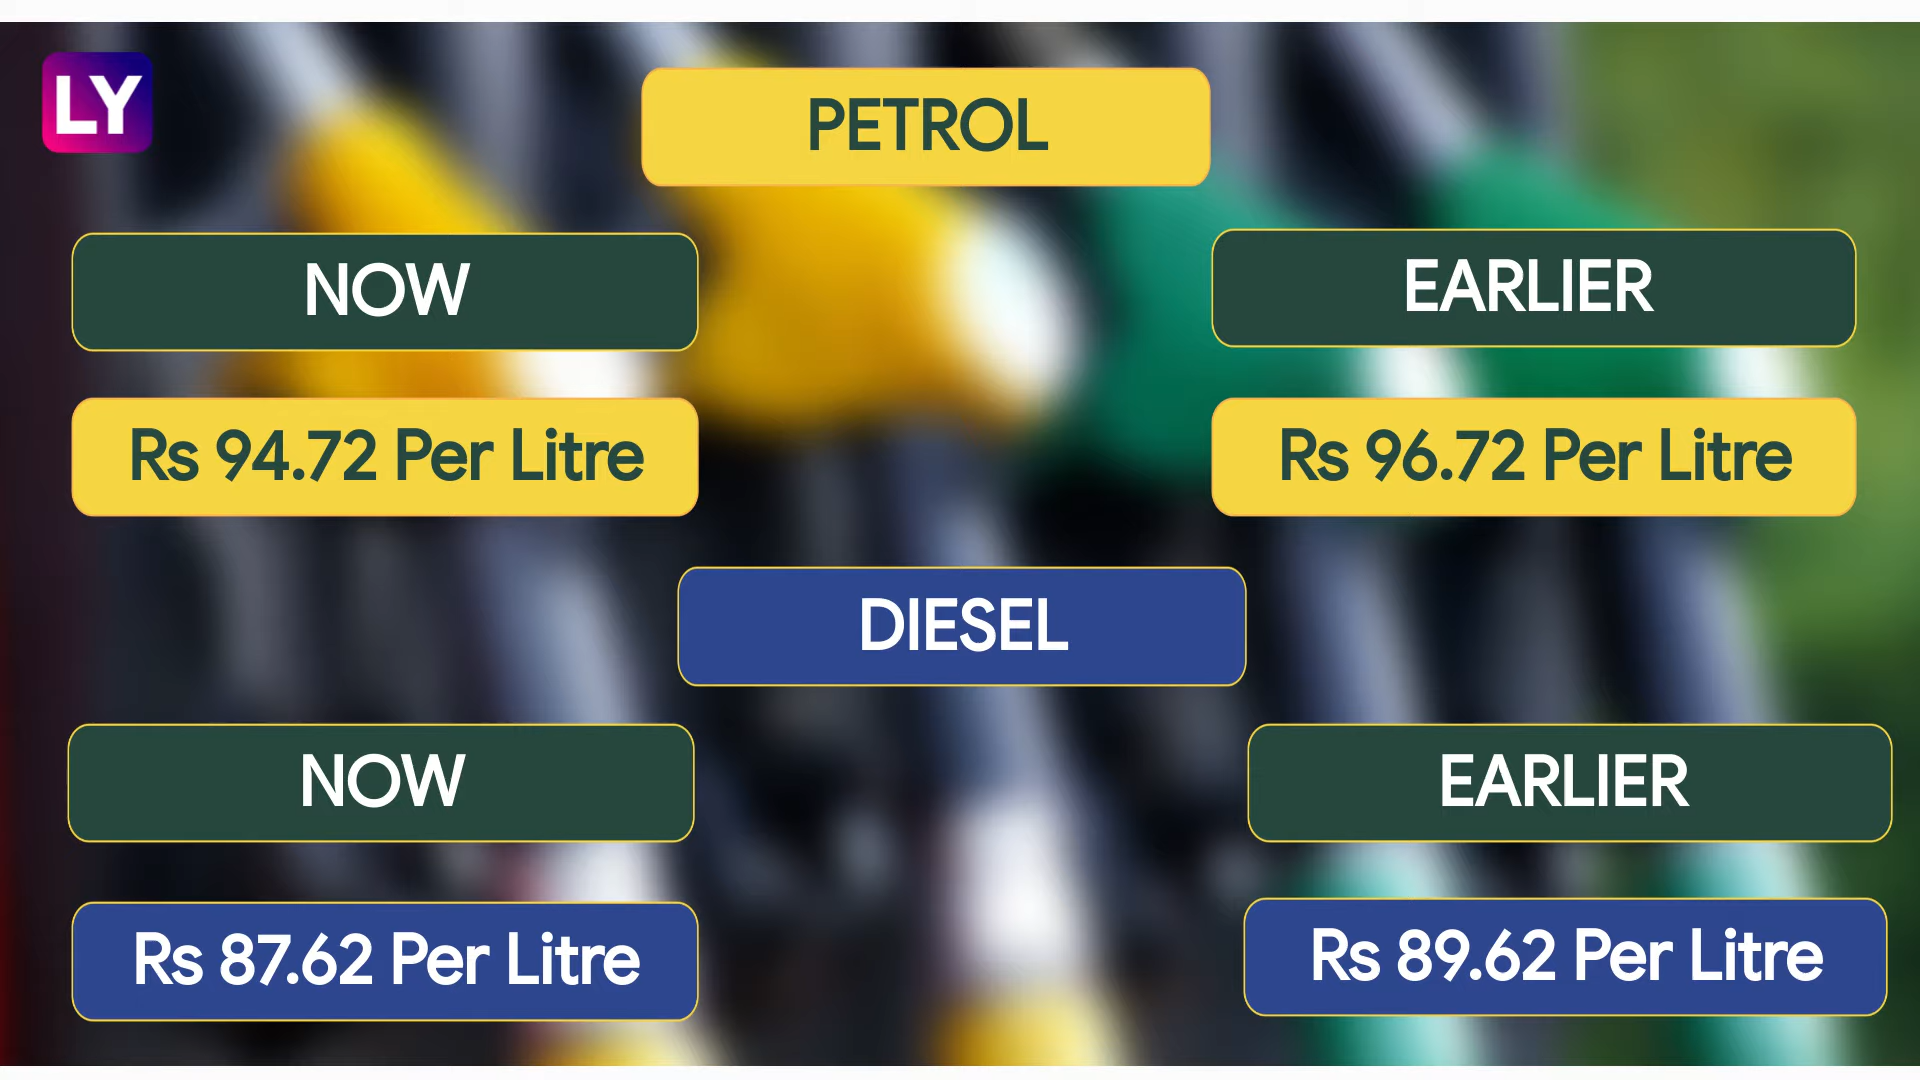 LY
PETROL
NOW
EARLIER
Rs 94.72 Per Litre
Rs 96.72 Per Litre
DIESEL
NOW
EARLIER
Rs 87.62 Per Litre
Rs 89.62 Per Litre